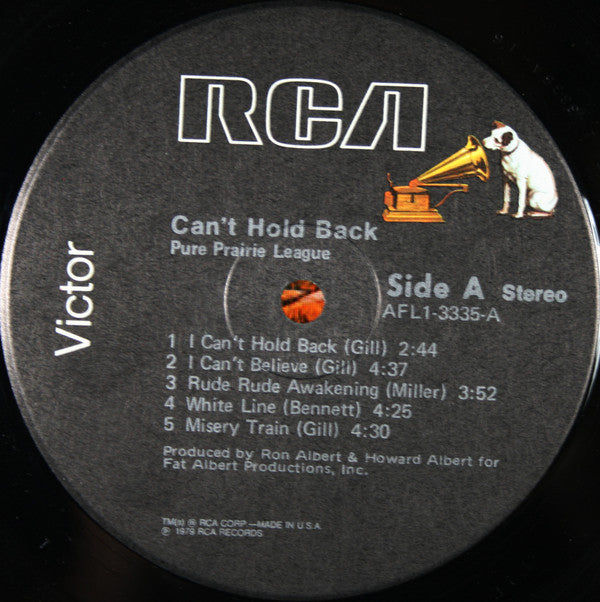 RCA
Victor
Can't Hold Back
Pure Prairie League
Side A Stereo
AFL1-3335-A
1 I Can't Hold Back (Gill) 2:44
2 I Can't Believe (Gill) 4:37
3 Rude Rude Awakening (Miller) 3:52
4 White Line (Bennett) 4:25
5 Misery Train (Gill) 4:30
Produced by Ron Albert & Howard Albert for
Fat Albert Productions, Inc.
TM(s) ® RCA CORP.—MADE IN U.S.A.
℗ 1979 RCA RECORDS